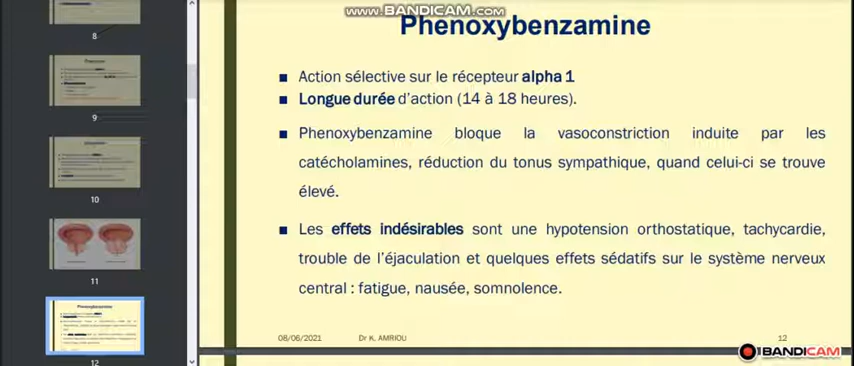 WWW.BANDICAM.COM
Phenoxybenzamine
Action sélective sur le récepteur alpha 1
Longue durée d'action (14 à 18 heures).
Phenoxybenzamine bloque la vasoconstriction induite par les
catécholamines, réduction du tonus sympathique, quand celui-ci se trouve
élevé.
Les effets indésirables sont une hypotension orthostatique, tachycardie,
trouble de l'éjaculation et quelques effets sédatifs sur le système nerveux
central : fatigue, nausée, somnolence.
08/06/2021 Dr K. AMRIOU 12
BANDICAM
8
9
10
11
Phenoxybenzamine
12